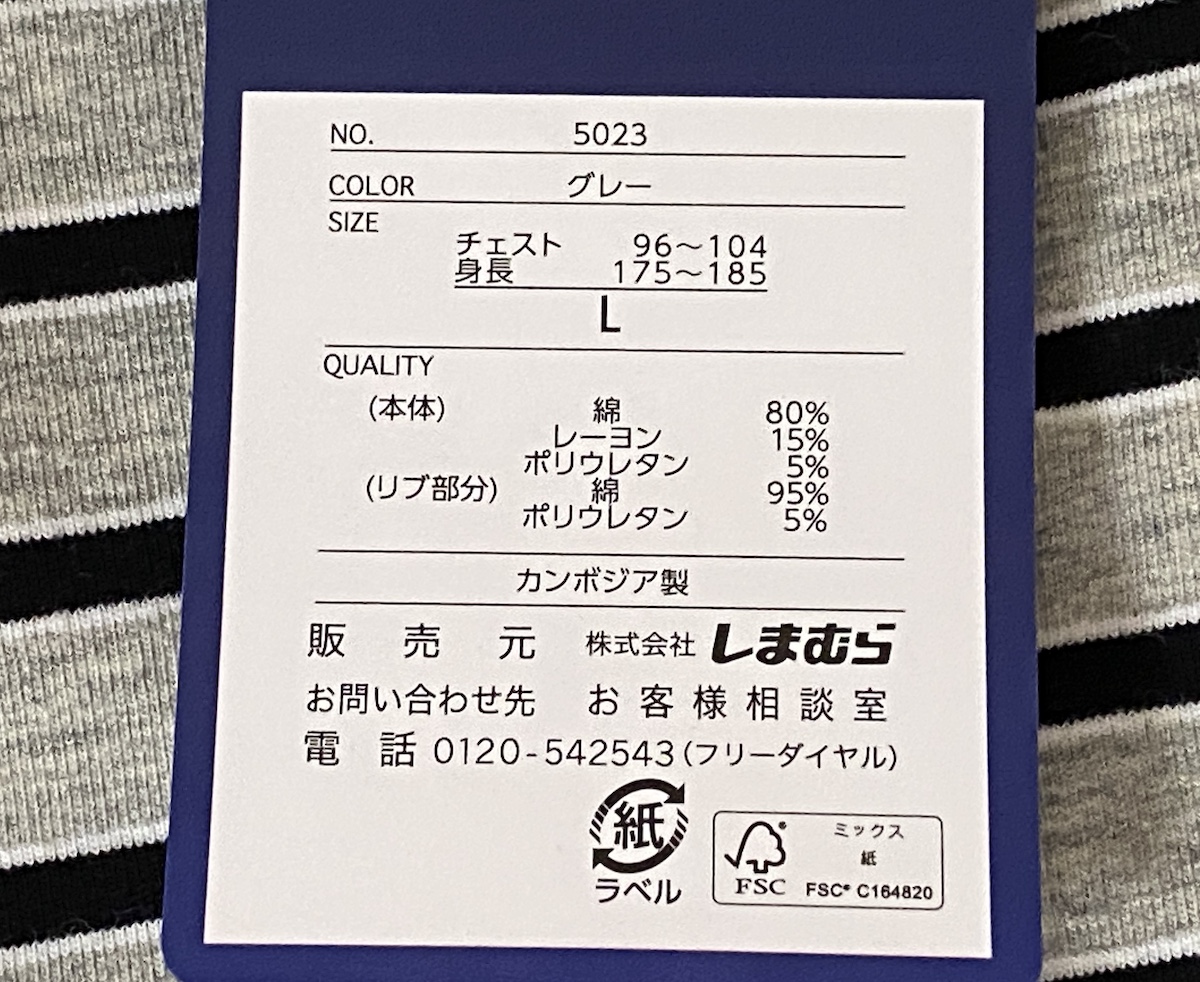 NO. 5023
COLOR グレー
SIZE
チェスト 96〜104
身長 175〜185
L
QUALITY
(本体) 綿 80%
レーヨン 15%
ポリウレタン 5%
(リブ部分) 綿 95%
ポリウレタン 5%
カンボジア製
販売元 株式会社 しまむら
お問い合わせ先 お客様相談室
電話 0120-542543(フリーダイヤル)
紙
ラベル
ミックス
紙
FSC FSC® C164820